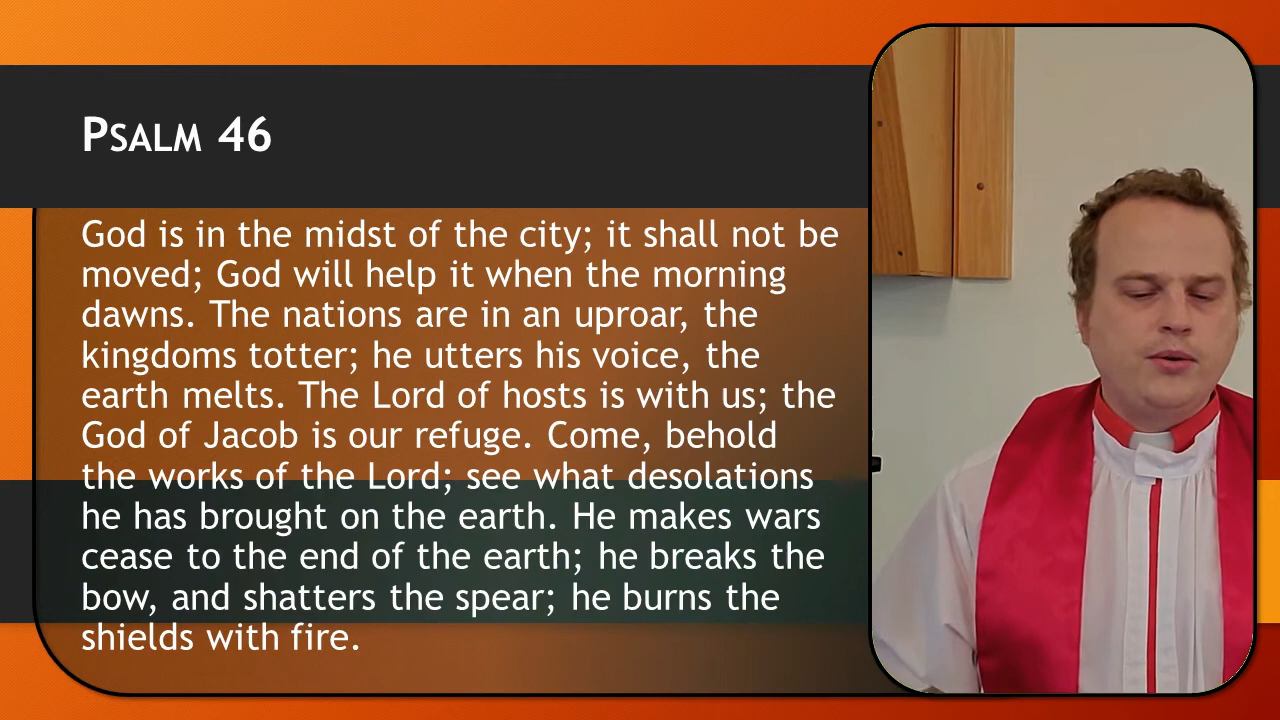 Psalm 46
God is in the midst of the city; it shall not be
moved; God will help it when the morning
dawns. The nations are in an uproar, the
kingdoms totter; he utters his voice, the
earth melts. The Lord of hosts is with us; the
God of Jacob is our refuge. Come, behold
the works of the Lord; see what desolations
he has brought on the earth. He makes wars
cease to the end of the earth; he breaks the
bow, and shatters the spear; he burns the
shields with fire.